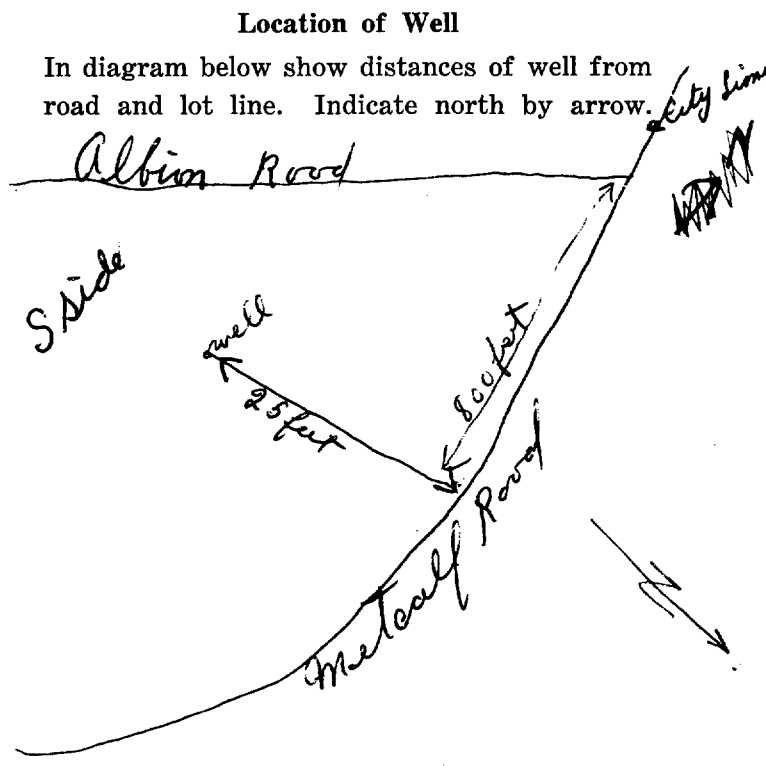 Location of Well
In diagram below show distances of well from
road and lot line. Indicate north by arrow.
City Lim
Albion Road
S side
well
800 feet
25 feet
Metcalf Road
N